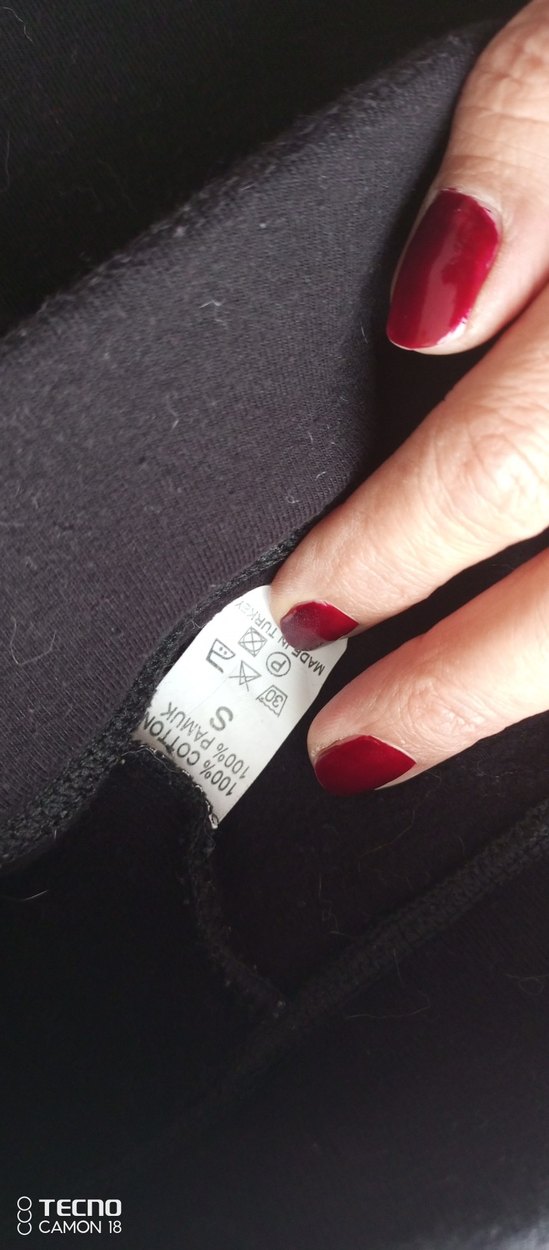 100% COTTON
100% PAMUK
S
30°
P
MADE IN TURKEY
TECNO
CAMON 18